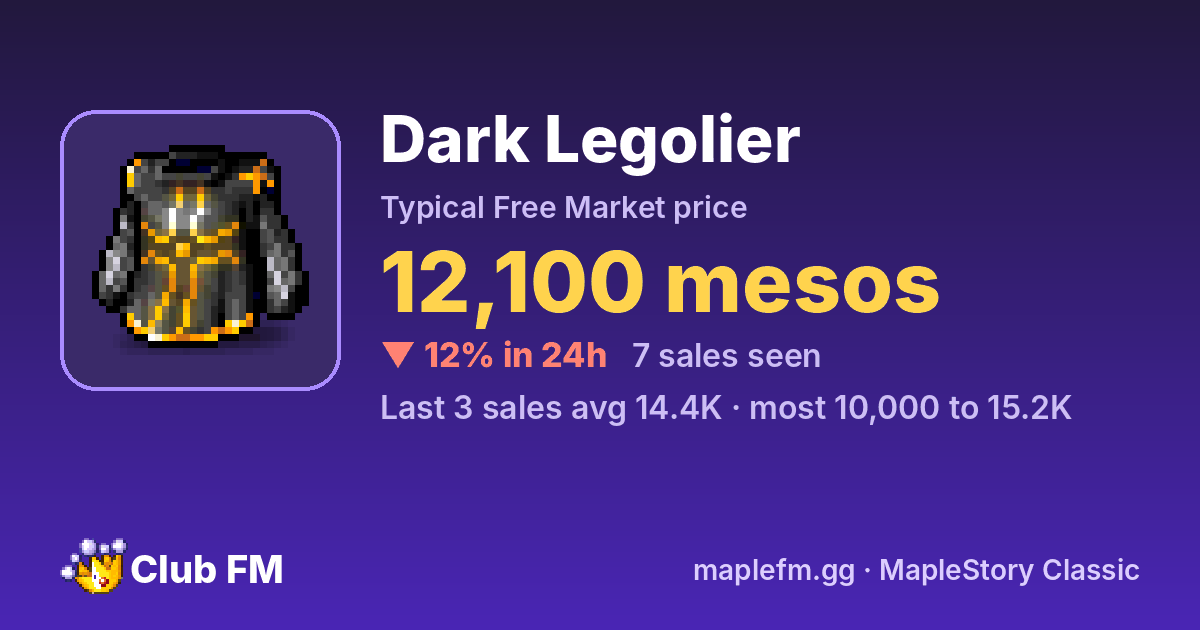 Dark Legolier
Typical Free Market price
12,100 mesos
▼ 12% in 24h 7 sales seen
Last 3 sales avg 14.4K · most 10,000 to 15.2K
Club FM
maplefm.gg · MapleStory Classic